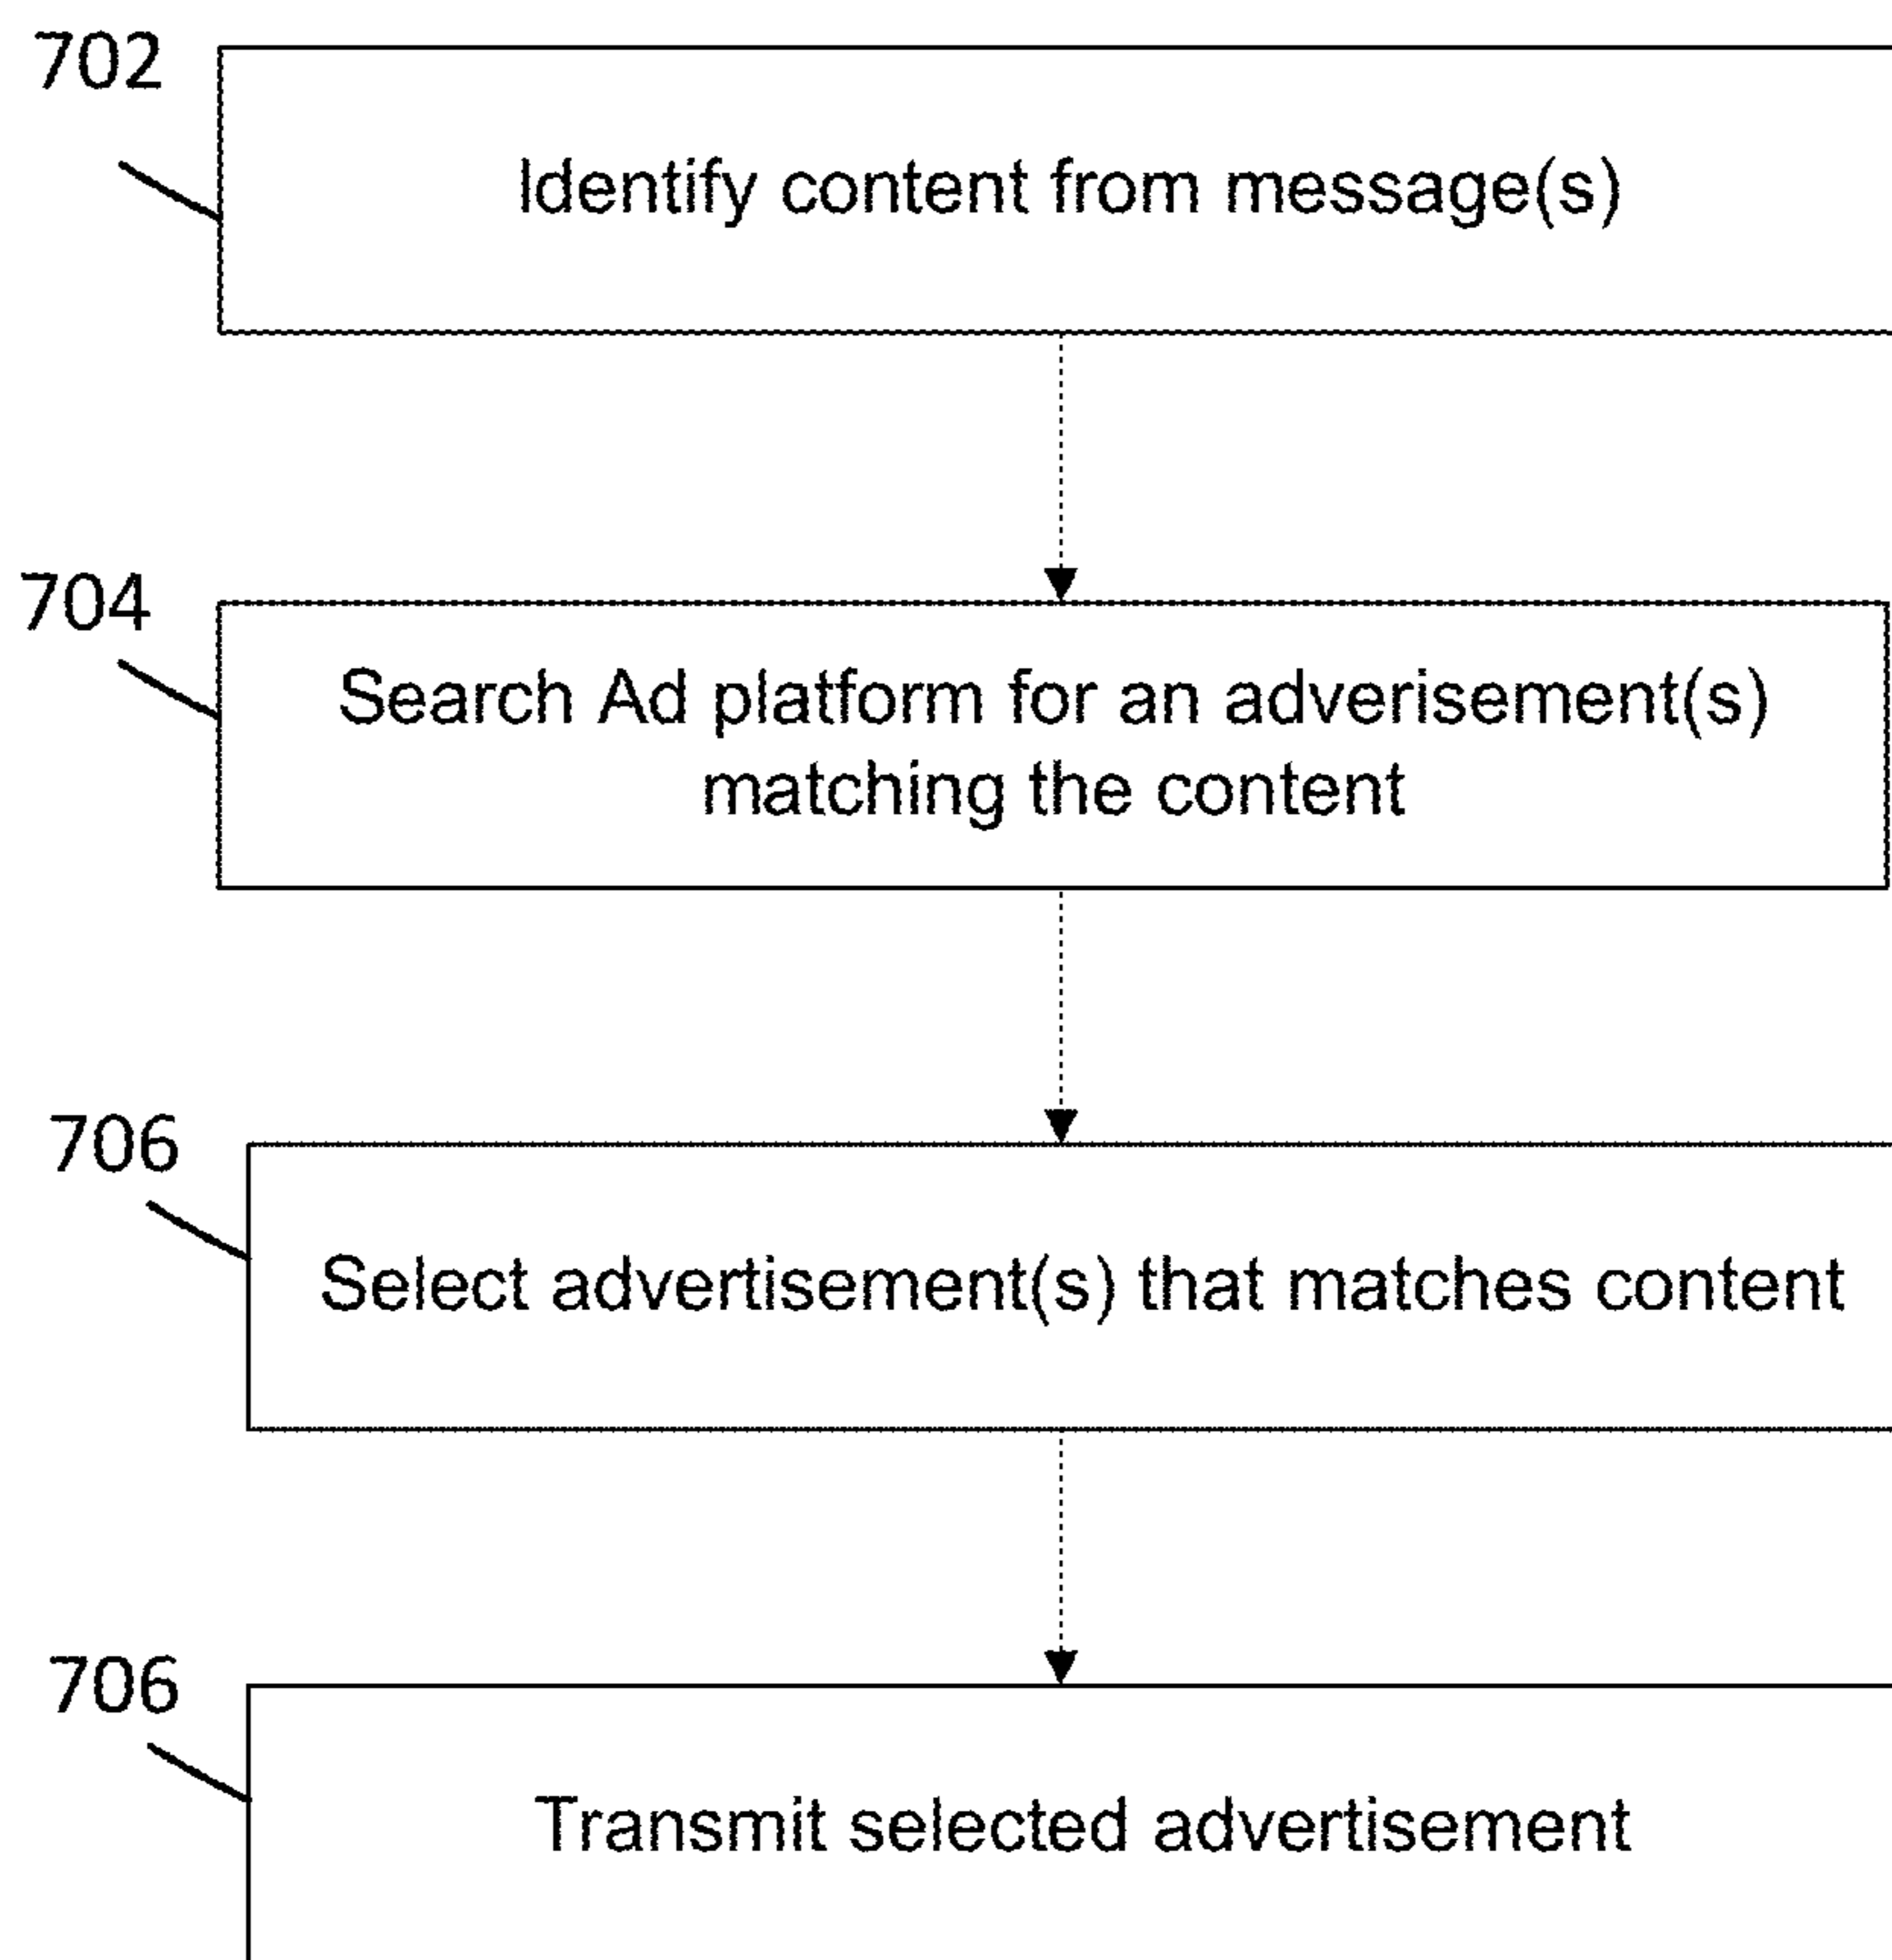 702
Identify content from message(s)
704
Search Ad platform for an adverisement(s)
matching the content
706
Select advertisement(s) that matches content
706
Transmit selected advertisement